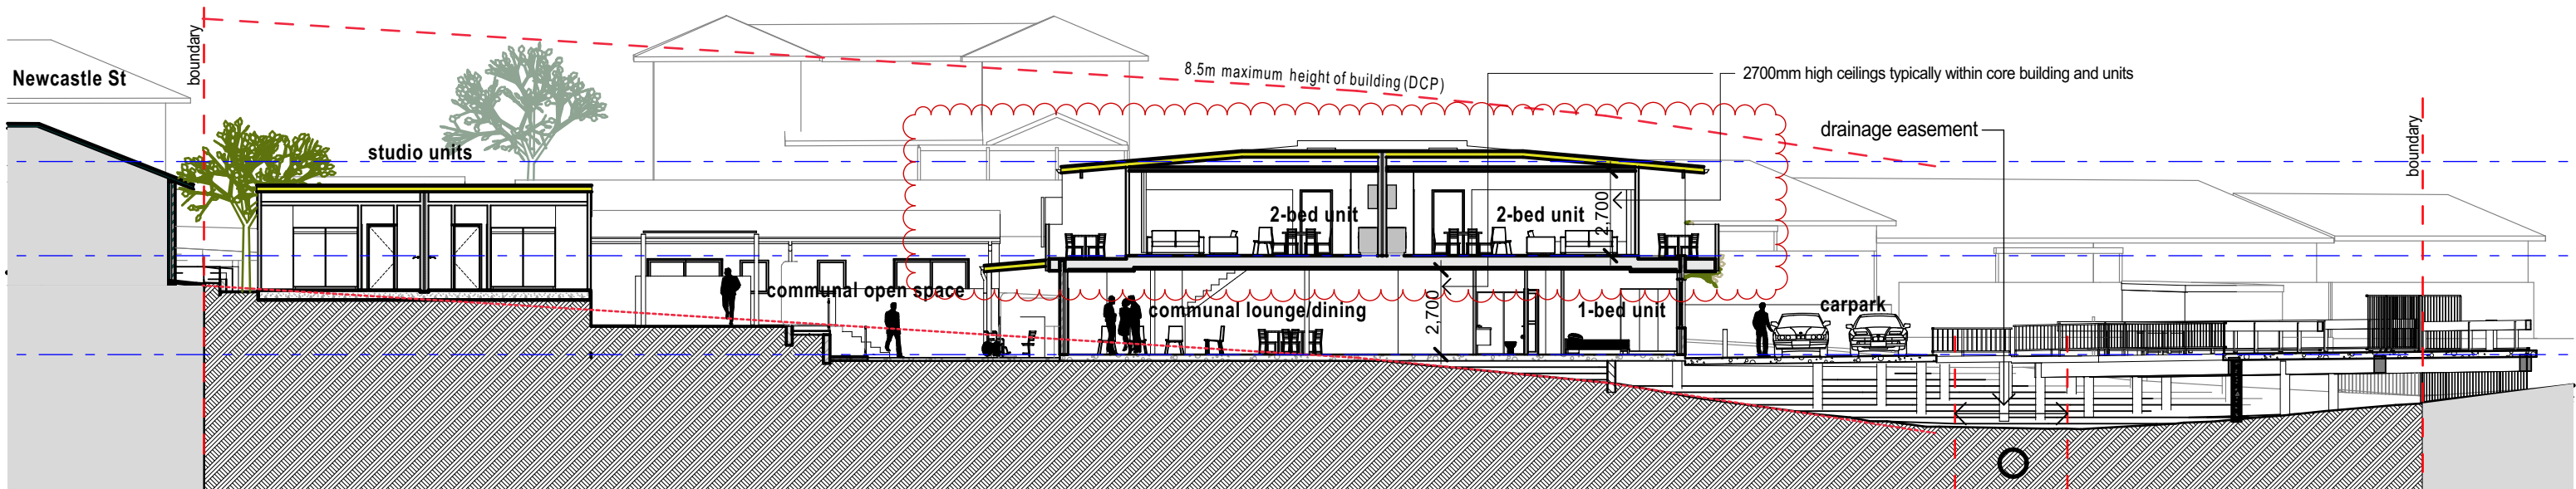 Newcastle St
boundary
studio units
8.5m maximum height of building (DCP)
2700mm high ceilings typically within core building and units
drainage easement
boundary
2-bed unit
2-bed unit
2,700
communal open space
communal lounge/dining
2,700
1-bed unit
carpark